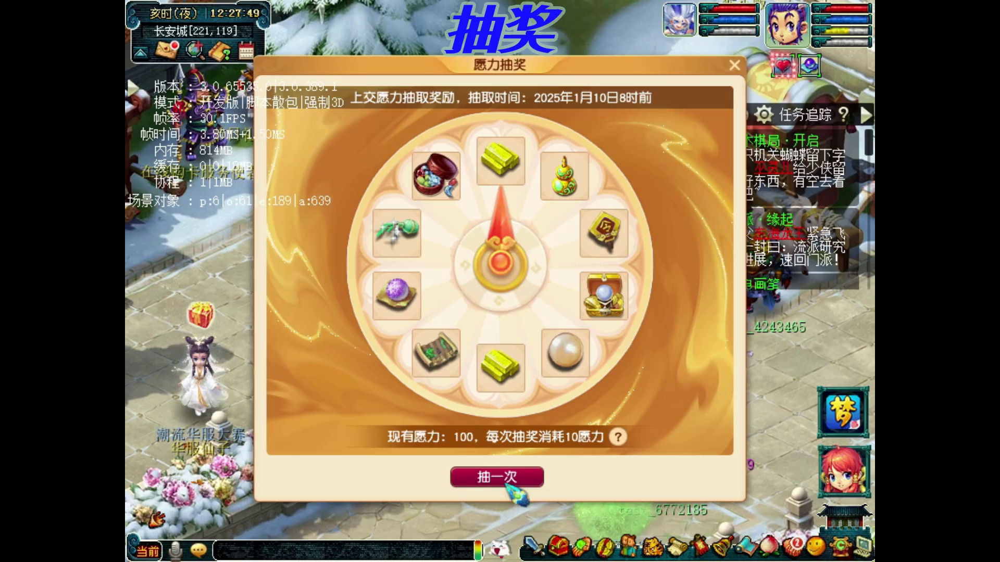 抽奖
亥时(夜) 12:27:49
长安城[221,119]
愿力抽奖
上交愿力抽取奖励，抽取时间：2025年1月10日8时前
版本 : 3.0.65535.0|3.0.389.1
模式 : 开发版|脚本散包|强制3D
帧率 : 30.1FPS
帧时间 : 3.80MS+1.50MS
内存 : 814MB
缓存 : 0|0|18MB
协程 : 1|1MB
场景对象 : p:6|o:61|e:189|a:639
任务追踪
木棋局·开启
机关蝴蝶留下字
给少侠留
好东西，有空去看
吧~
派·缘起
东海龙王紧急飞
一封曰：流派研究
进展，速回门派！
画笔
_4243465
梦
潮流华服大赛
华服仙子
现有愿力：100，每次抽奖消耗10愿力 ?
抽一次
9
test_6772185
当前
2